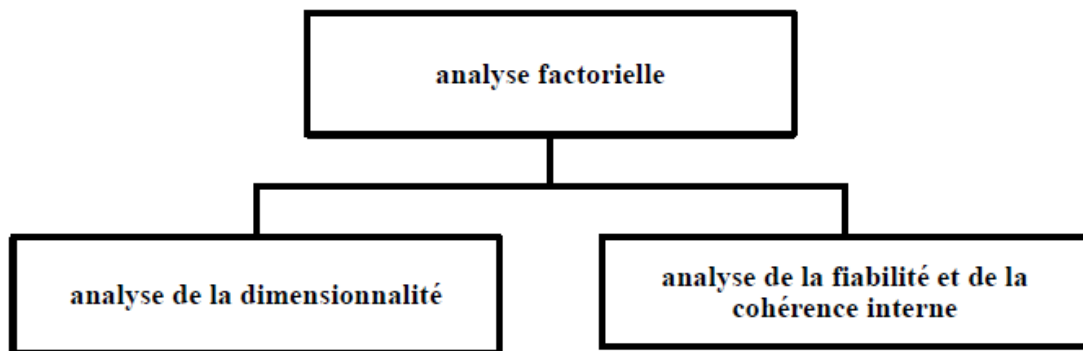 analyse factorielle
analyse de la dimensionnalité
analyse de la fiabilité et de la
cohérence interne